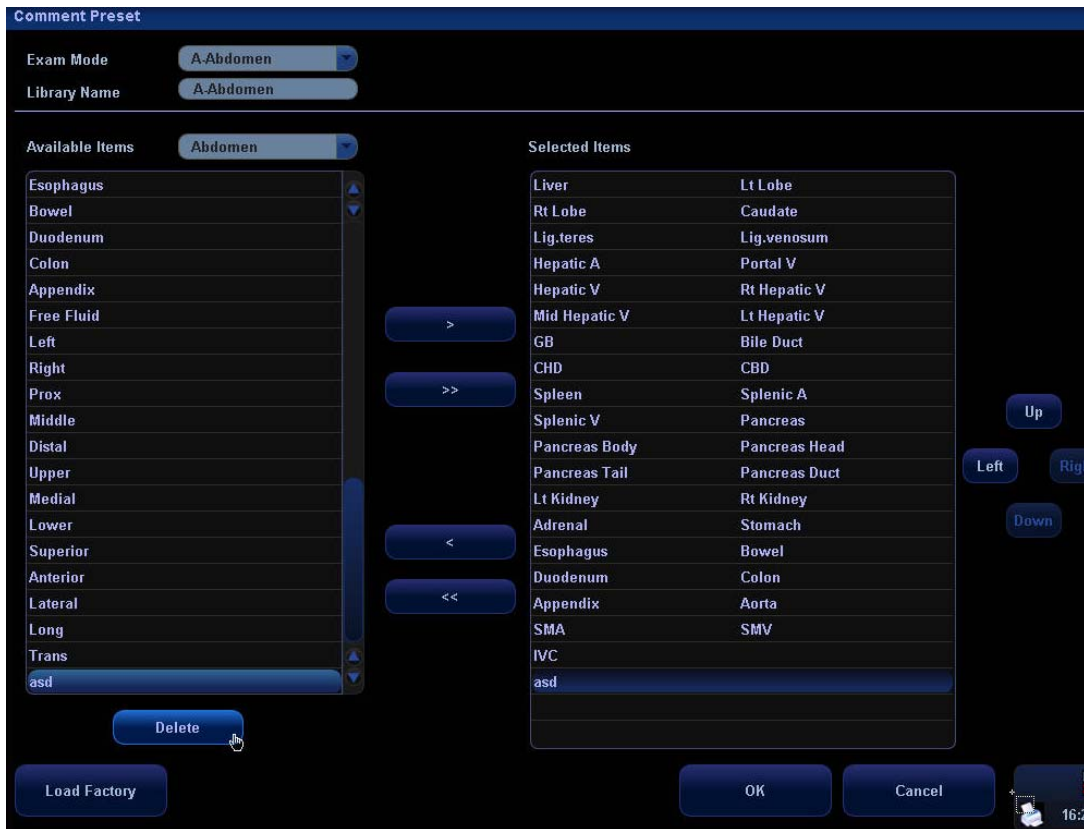 Comment Preset
Exam Mode A-Abdomen
Library Name A-Abdomen
Available Items Abdomen
Esophagus
Bowel
Duodenum
Colon
Appendix
Free Fluid
Left
Right
Prox
Middle
Distal
Upper
Medial
Lower
Superior
Anterior
Lateral
Long
Trans
asd
Delete
>
>>
<
<<
Selected Items
Liver Lt Lobe
Rt Lobe Caudate
Lig.teres Lig.venosum
Hepatic A Portal V
Hepatic V Rt Hepatic V
Mid Hepatic V Lt Hepatic V
GB Bile Duct
CHD CBD
Spleen Splenic A
Splenic V Pancreas
Pancreas Body Pancreas Head
Pancreas Tail Pancreas Duct
Lt Kidney Rt Kidney
Adrenal Stomach
Esophagus Bowel
Duodenum Colon
Appendix Aorta
SMA SMV
IVC
asd
Up
Left
Down
Load Factory OK Cancel